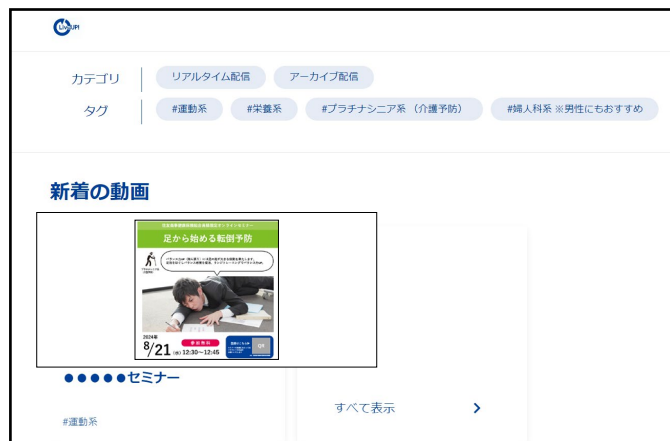 LiveUP!
カテゴリ
リアルタイム配信
アーカイブ配信
タグ
#運動系
#栄養系
#プラチナシニア系 （介護予防）
#婦人科系 ※男性にもおすすめ
新着の動画
足から始める転倒予防
2024年
8/21 (水) 12:30～12:45
参加無料
QR
●●●●●セミナー
#運動系
すべて表示